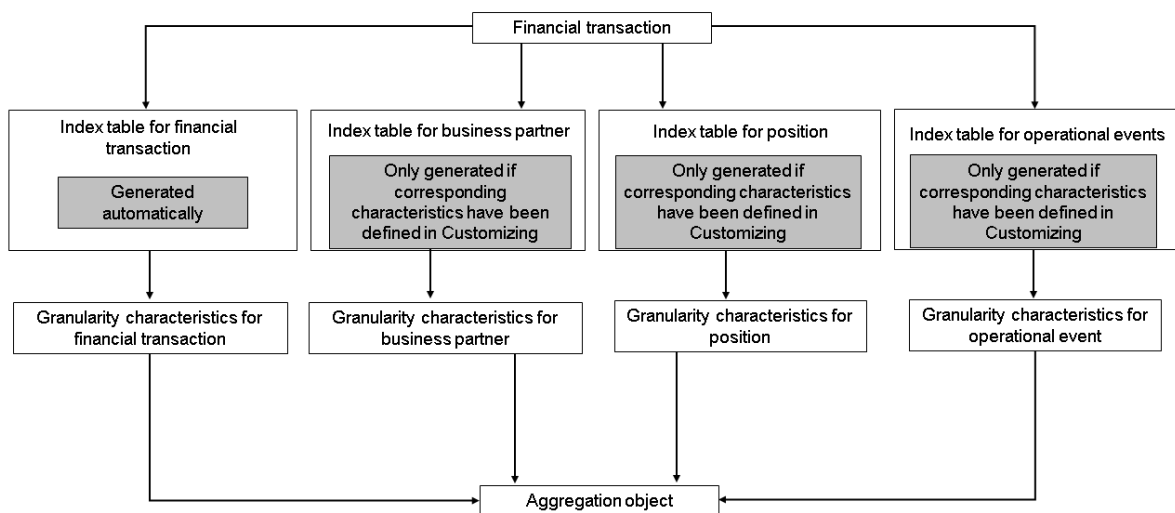 Financial transaction
Index table for financial
transaction
Generated
automatically
Index table for business partner
Only generated if
corresponding
characteristics have been
defined in Customizing
Index table for position
Only generated if
corresponding characteristics
have been defined in
Customizing
Index table for operational events
Only generated if
corresponding characteristics
have been defined in
Customizing
Granularity characteristics for
financial transaction
Granularity characteristics for
business partner
Granularity characteristics for
position
Granularity characteristics for
operational event
Aggregation object